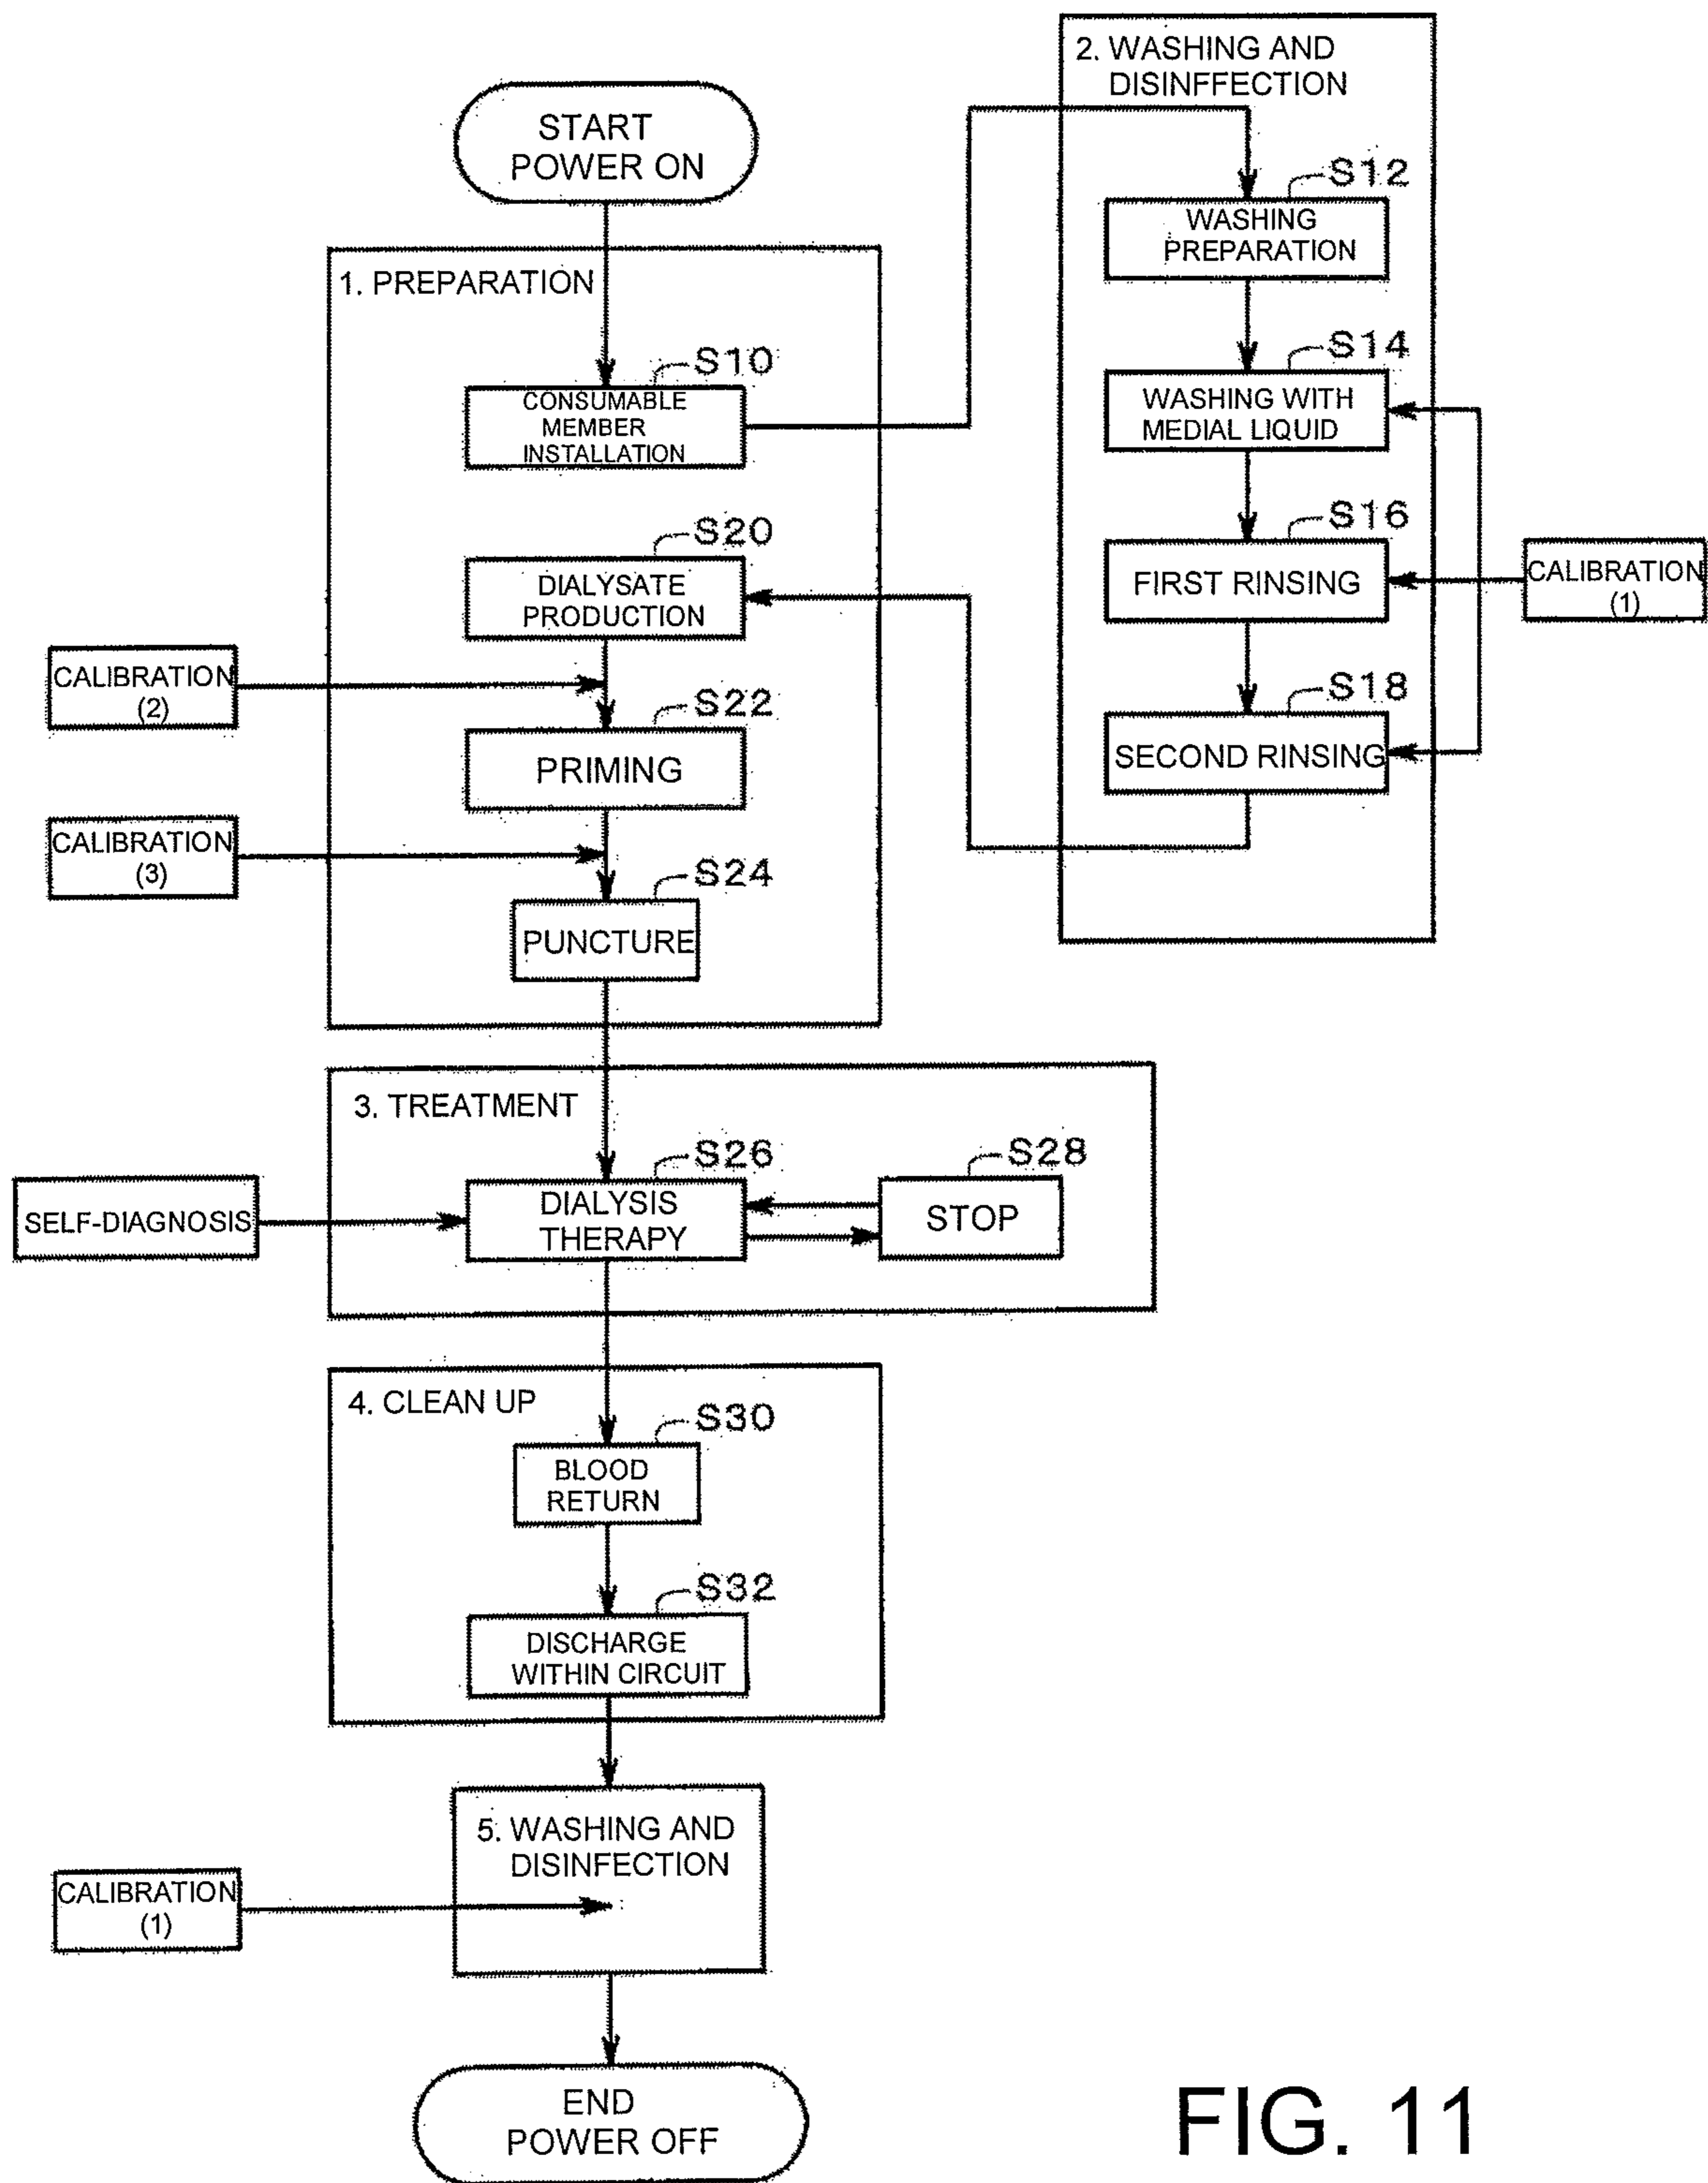 START
POWER ON
1. PREPARATION
S10
CONSUMABLE
MEMBER
INSTALLATION
2. WASHING AND
DISINFFECTION
S12
WASHING
PREPARATION
S14
WASHING WITH
MEDIAL LIQUID
S16
FIRST RINSING
CALIBRATION
(1)
S18
SECOND RINSING
S20
DIALYSATE
PRODUCTION
CALIBRATION
(2)
S22
PRIMING
CALIBRATION
(3)
S24
PUNCTURE
3. TREATMENT
SELF-DIAGNOSIS
S26
DIALYSIS
THERAPY
S28
STOP
4. CLEAN UP
S30
BLOOD
RETURN
S32
DISCHARGE
WITHIN CIRCUIT
5. WASHING AND
DISINFECTION
CALIBRATION
(1)
END
POWER OFF
FIG. 11